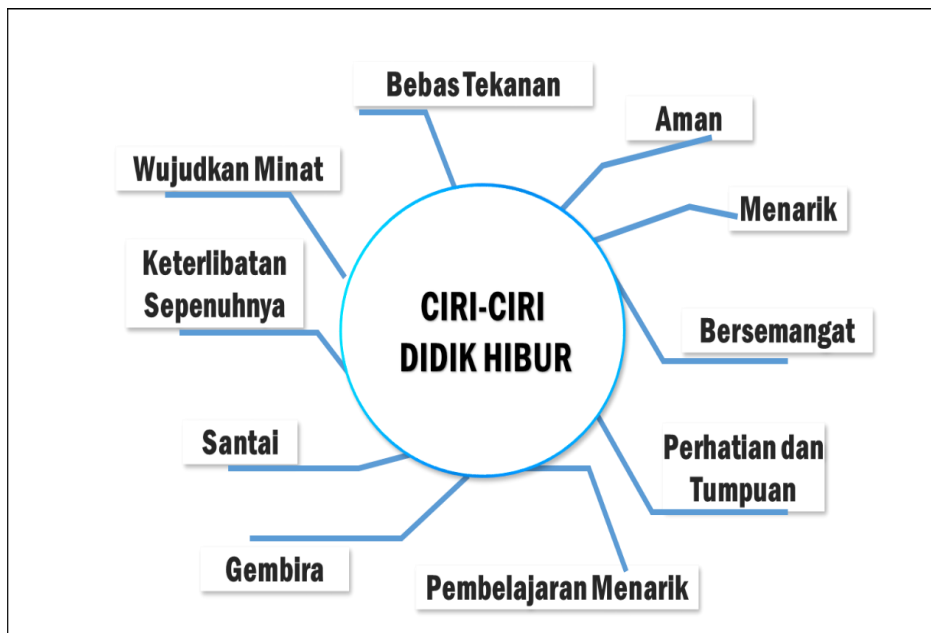 Bebas Tekanan
Aman
Wujudkan Minat
Menarik
Keterlibatan
Sepenuhnya
CIRI-CIRI
DIDIK HIBUR
Bersemangat
Santai
Perhatian dan
Tumpuan
Gembira
Pembelajaran Menarik